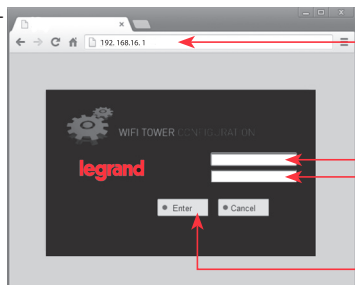 192.168.16.1
WIFI TOWER CONFIGURATION
legrand
Enter
Cancel